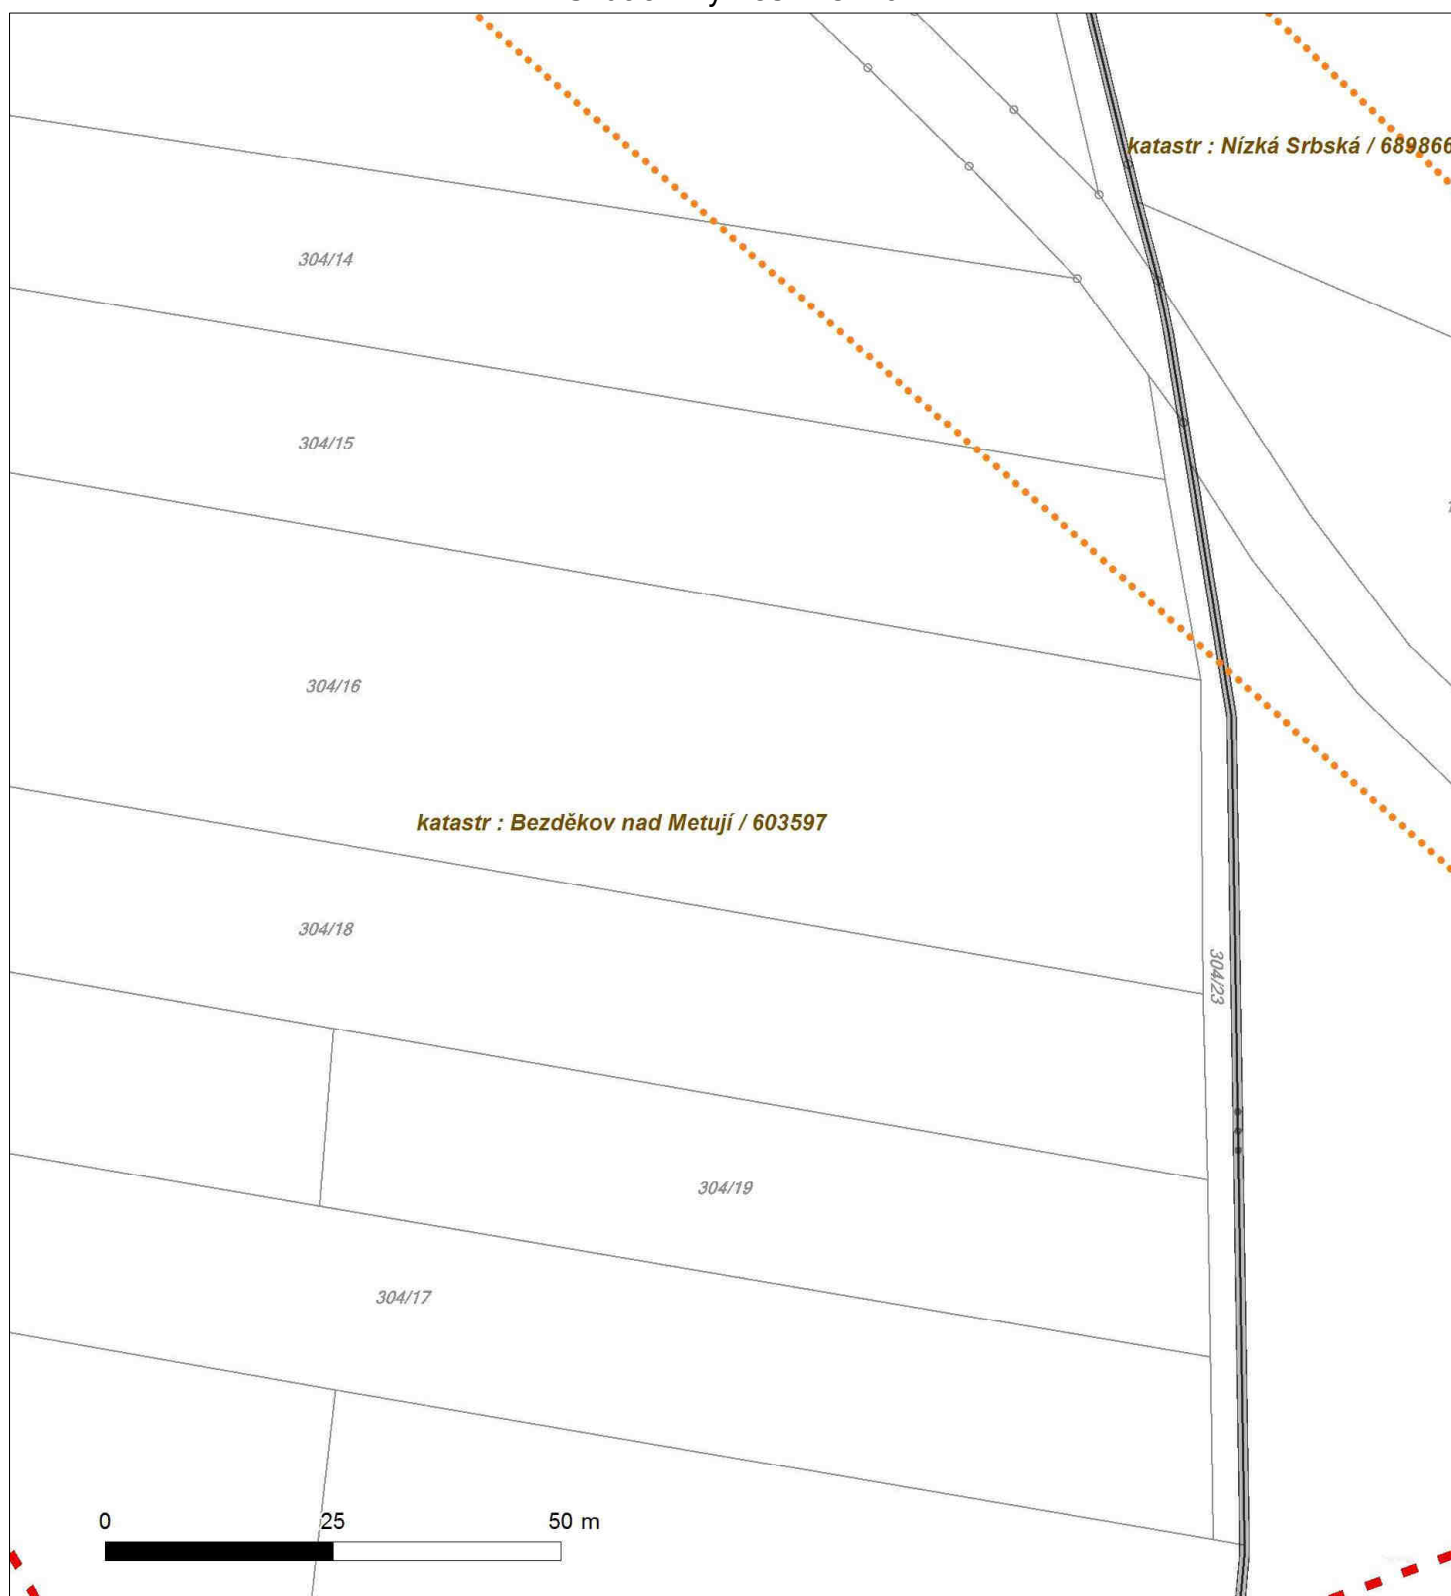 katastr : Nízká Srbská / 689866
304/14
304/15
304/16
katastr : Bezděkov nad Metují / 603597
304/18
304/23
304/19
304/17
0 25 50 m